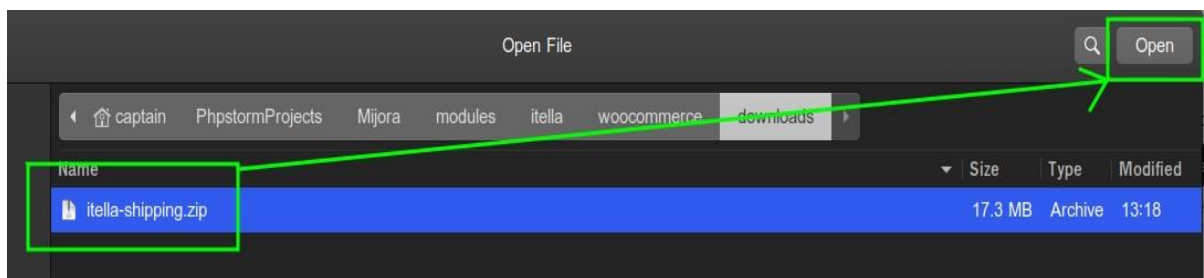 Open File
Open
captain PhpstormProjects Mijora modules itella woocommerce downloads
Name Size Type Modified
itella-shipping.zip 17.3 MB Archive 13:18